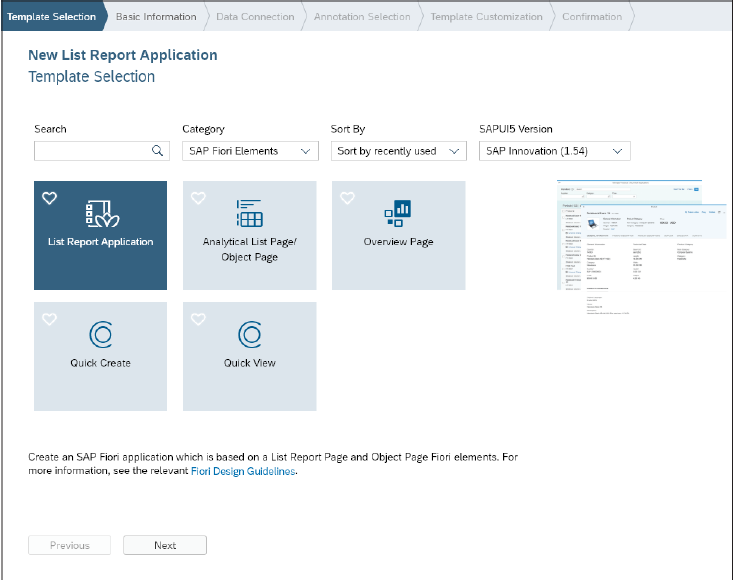 Template Selection Basic Information Data Connection Annotation Selection Template Customization Confirmation
New List Report Application
Template Selection
Search Category Sort By SAPUI5 Version
SAP Fiori Elements Sort by recently used SAP Innovation (1.54)
List Report Application
Analytical List Page/
Object Page
Overview Page
Quick Create
Quick View
Create an SAP Fiori application which is based on a List Report Page and Object Page Fiori elements. For
more information, see the relevant Fiori Design Guidelines.
Previous Next